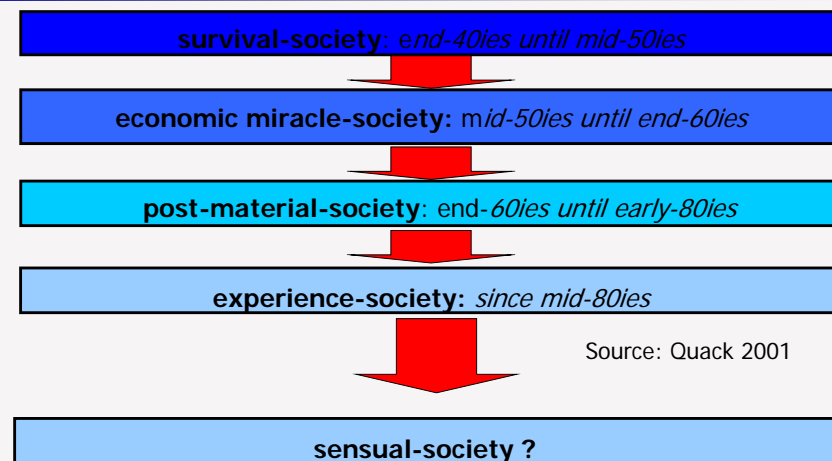 survival-society: end-40ies until mid-50ies
economic miracle-society: mid-50ies until end-60ies
post-material-society: end-60ies until early-80ies
experience-society: since mid-80ies
Source: Quack 2001
sensual-society ?